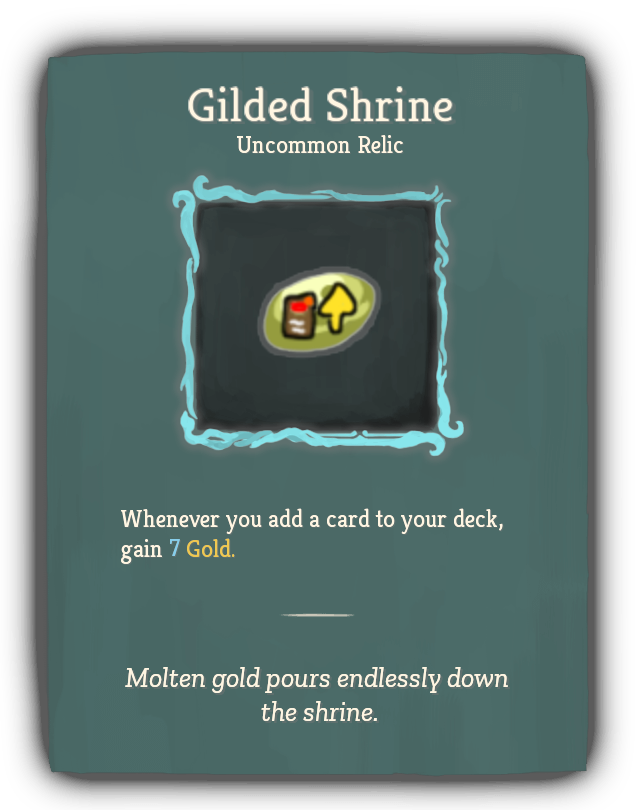 Gilded Shrine
Uncommon Relic
Whenever you add a card to your deck,
gain 7 Gold.
Molten gold pours endlessly down
the shrine.